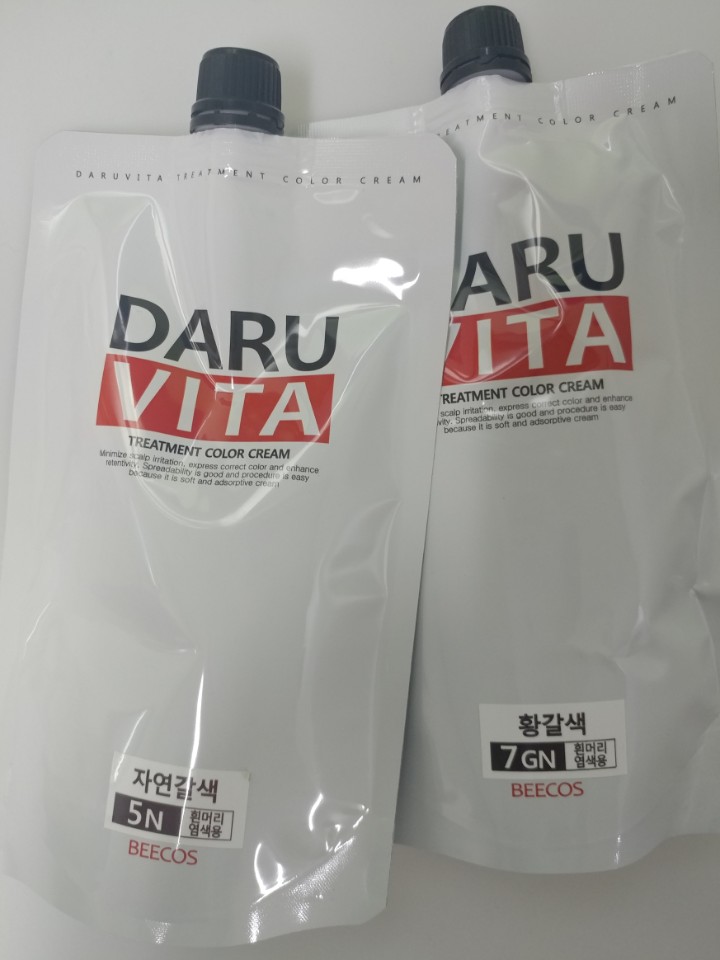 DARUVITA TREATMENT COLOR CREAM
DARU
VITA
TREATMENT COLOR CREAM
Minimize scalp irritation, express correct color and enhance
retentivity. Spreadability is good and procedure is easy
because it is soft and adsorptive cream
자연갈색
5N
흰머리
염색용
BEECOS
TREATMENT COLOR CREAM
ARU
VITA
TREATMENT COLOR CREAM
scalp irritation, express correct color and enhance
Spreadability is good and procedure is easy
because it is soft and adsorptive cream
황갈색
7GN
흰머리
염색용
BEECOS